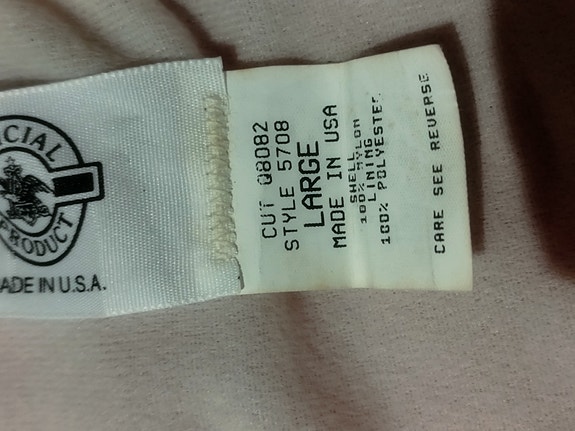 CIAL
PRODUCT
ADE IN U.S.A.
CUT 08082
STYLE 5708
LARGE
MADE IN USA
SHELL
100% NYLON
LINING
100% POLYESTER
CARE SEE REVERSE